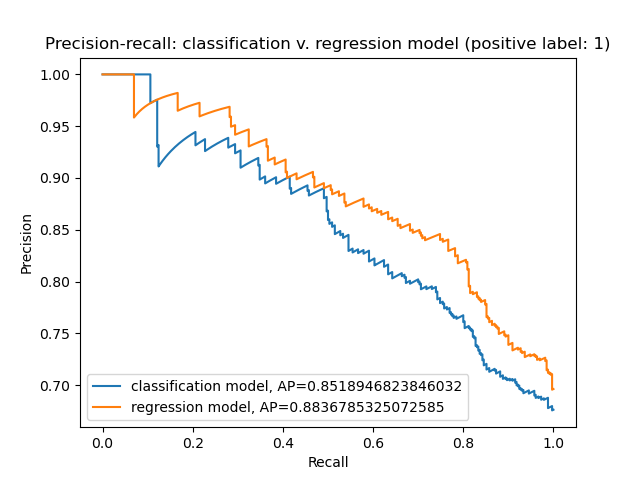 Precision-recall: classification v. regression model (positive label: 1)
1.00
0.95
0.90
0.85
0.80
0.75
0.70
Precision
classification model, AP=0.8518946823846032
regression model, AP=0.8836785325072585
0.0 0.2 0.4 0.6 0.8 1.0
Recall